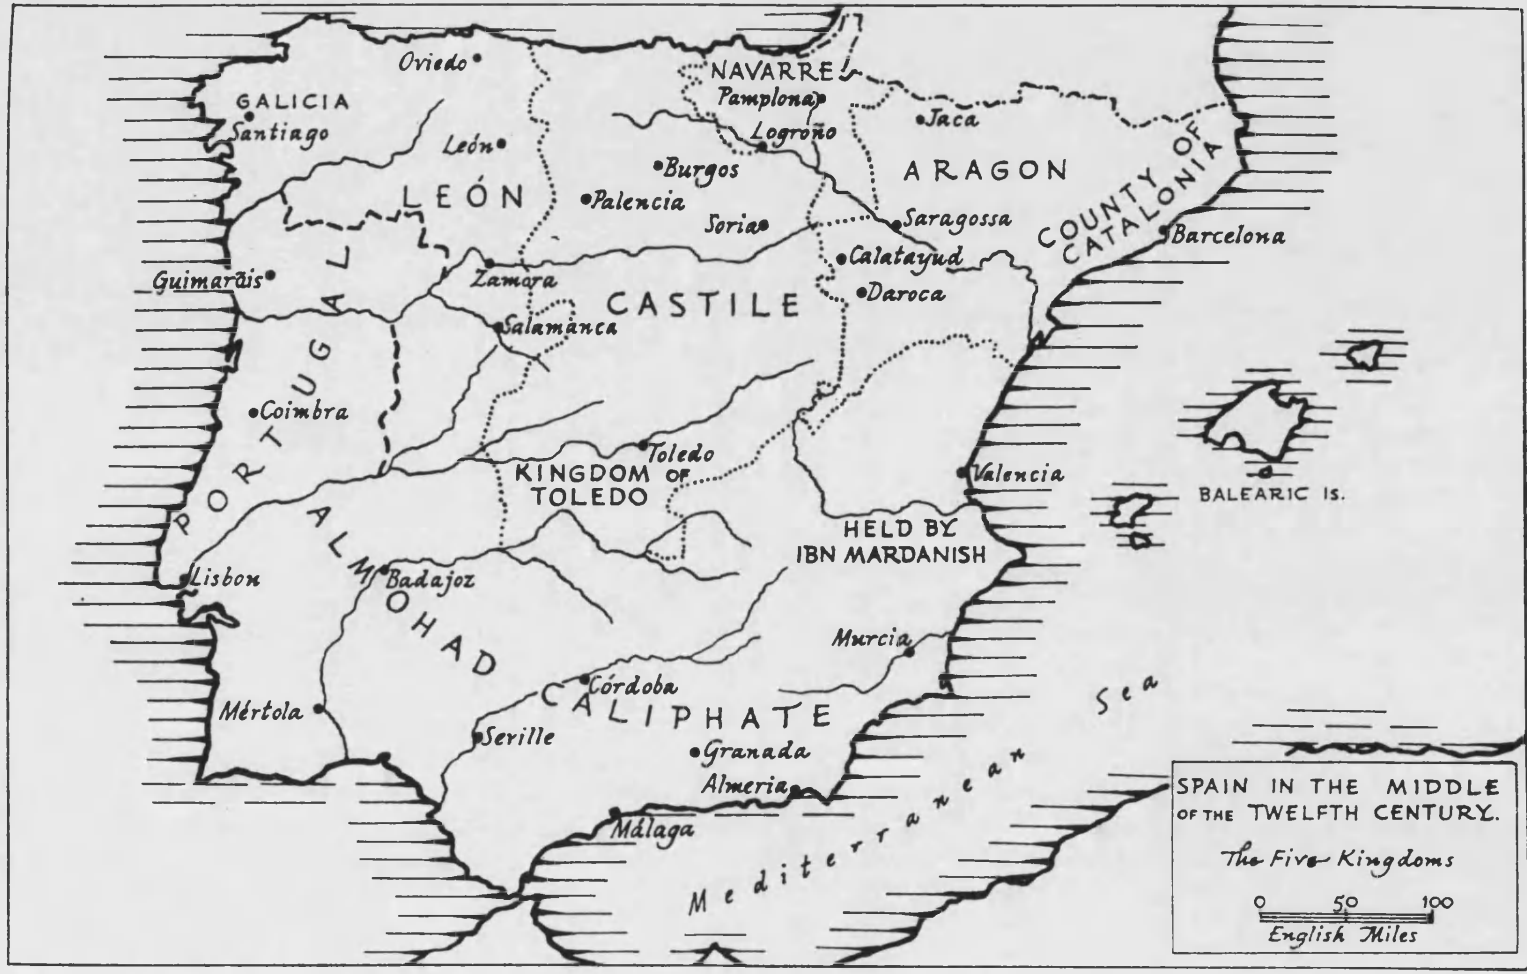 Oviedo
NAVARRE
Pamplona
GALICIA
Santiago
Jaca
Logroño
León
Burgos
ARAGON
COUNTY OF
CATALONIA
LEÓN
Palencia
Soria
Saragossa
Barcelona
Guimarãis
Zamora
Calatayud
CASTILE
Daroca
Salamanca
PORTUGAL
Coimbra
Toledo
KINGDOM OF
TOLEDO
Valencia
BALEARIC Is.
HELD BY
IBN MARDANISH
Lisbon
Badajoz
ALMOHAD
CALIPHATE
Murcia
Córdoba
Mértola
Seville
Granada
Almeria
Málaga
Mediterranean Sea
SPAIN IN THE MIDDLE
OF THE TWELFTH CENTURY.
The Five Kingdoms
0 50 100
English Miles